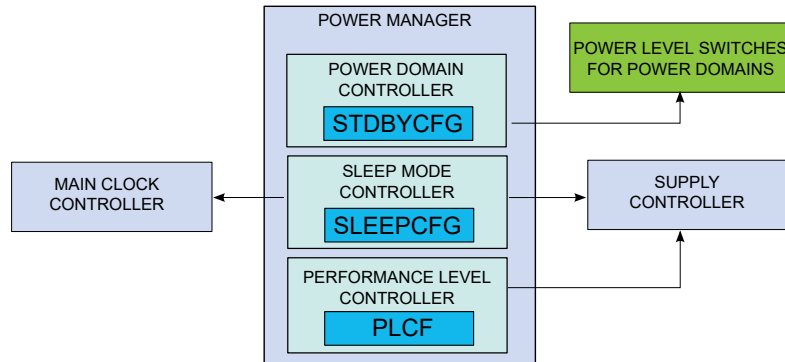 POWER MANAGER
POWER DOMAIN
CONTROLLER
STDBYCFG
POWER LEVEL SWITCHES
FOR POWER DOMAINS
MAIN CLOCK
CONTROLLER
SLEEP MODE
CONTROLLER
SLEEPCFG
SUPPLY
CONTROLLER
PERFORMANCE LEVEL
CONTROLLER
PLCF